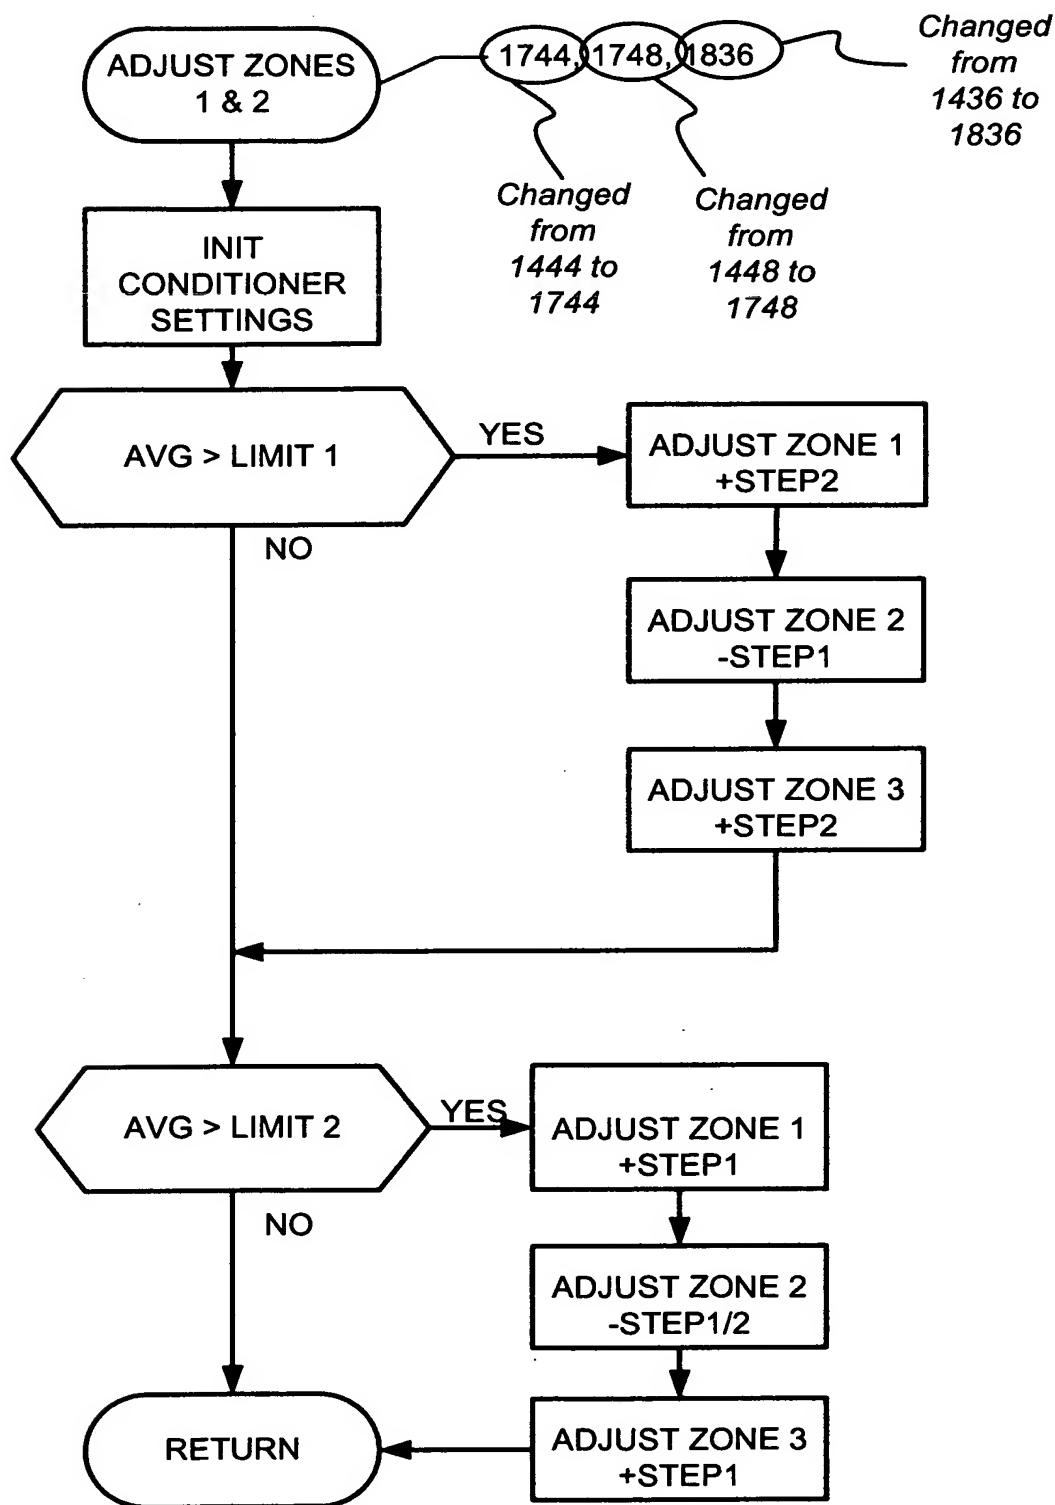 ADJUST ZONES
1 & 2
1744, 1748, 1836
Changed
from
1436 to
1836
Changed
from
1444 to
1744
Changed
from
1448 to
1748
INIT
CONDITIONER
SETTINGS
AVG > LIMIT 1
YES
NO
ADJUST ZONE 1
+STEP2
ADJUST ZONE 2
-STEP1
ADJUST ZONE 3
+STEP2
AVG > LIMIT 2
YES
NO
ADJUST ZONE 1
+STEP1
ADJUST ZONE 2
-STEP1/2
ADJUST ZONE 3
+STEP1
RETURN